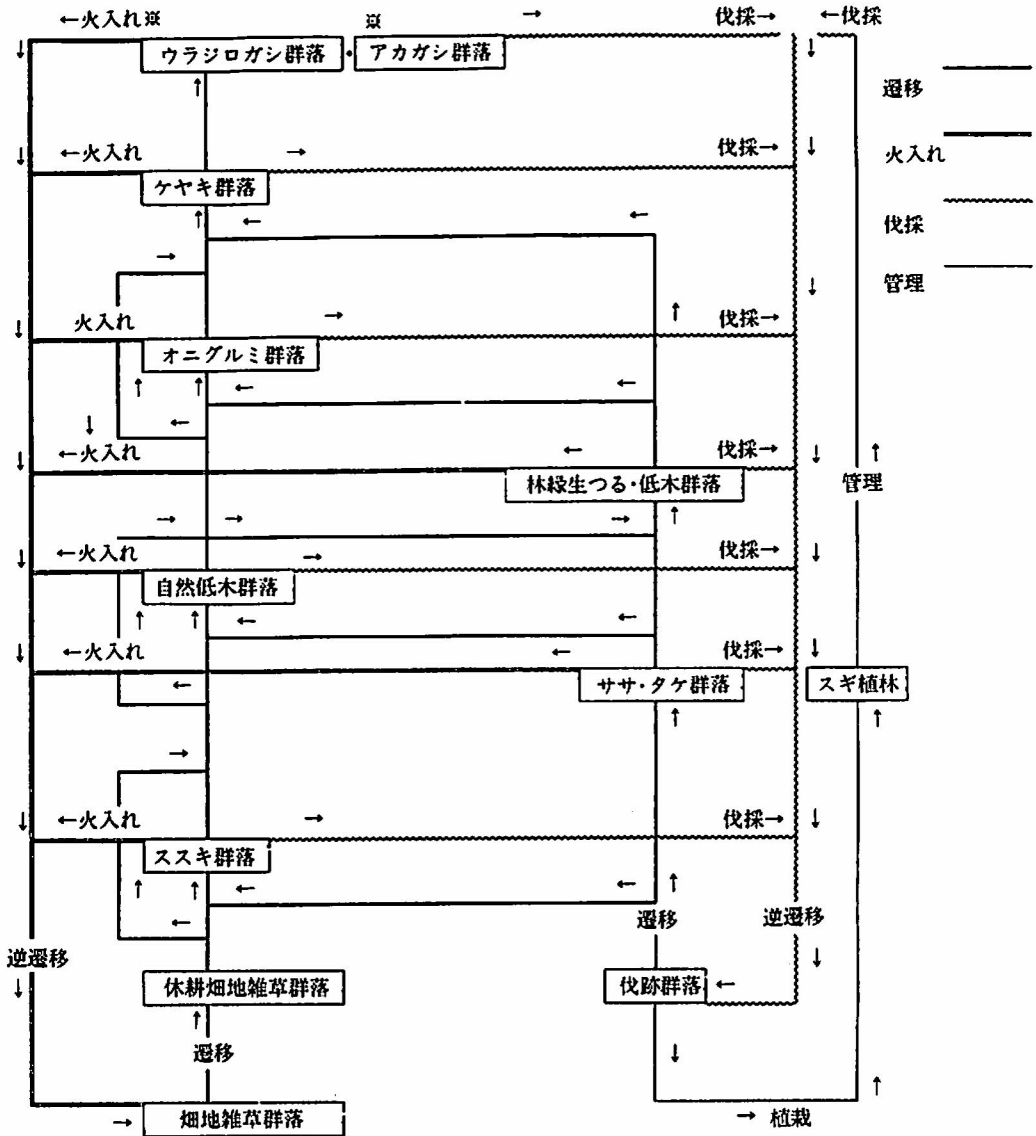 ←火入れ※ ※ → 伐採→ ←伐採
↓ ウラジロガシ群落・アカガシ群落 ↓
↑ 遷移
↓ ←火入れ → 伐採→ ↓ 火入れ
ケヤキ群落
↑ ← ← 伐採
→ ↓ 管理
↓ 火入れ → ↑ 伐採→
オニグルミ群落
↑ ↑ ← ←
↓ ←
↓ ←火入れ ← 伐採→ ↓ ↑
林縁生つる・低木群落 管理
→ → → ↑
↓ ←火入れ → 伐採→ ↓
自然低木群落
↑ ↑ ← ←
↓ ←火入れ ← 伐採→ ↓
← ササ・タケ群落 スギ植林
↑ ↑
→
↓ ←火入れ → 伐採→ ↓
ススキ群落
↑ ↑ ← ← ↑
← 遷移 逆遷移
逆遷移 ↓
↓ 休耕畑地雑草群落 伐跡群落 ←
↑
遷移 ↓
↑
→ 畑地雑草群落 → 植栽